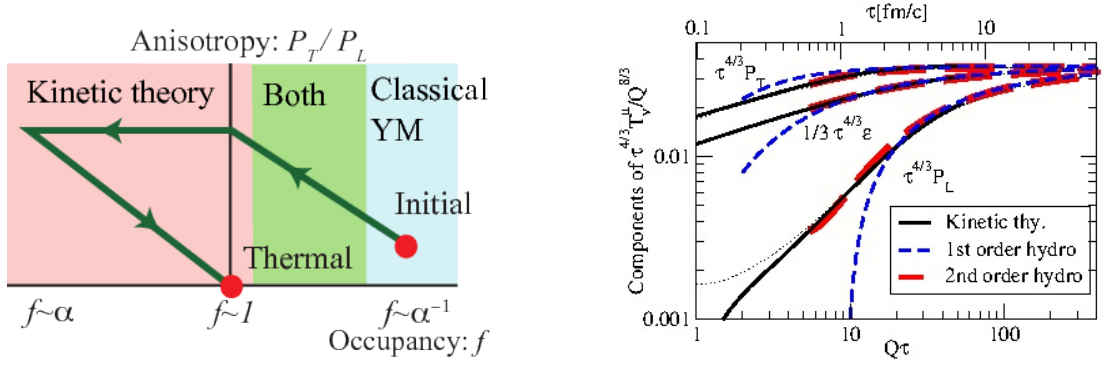 Anisotropy: P_T / P_L
Kinetic theory
Both
Classical
YM
Initial
Thermal
f~α
f~1
f~α⁻¹
Occupancy: f
τ[fm/c]
0.1
1
10
τ^{4/3}P_T
1/3 τ^{4/3}ε
τ^{4/3}P_L
Components of τ^{4/3}T^μ_ν/Q^{8/3}
0.01
0.001
Kinetic thy.
1st order hydro
2nd order hydro
1
10
100
Qτ